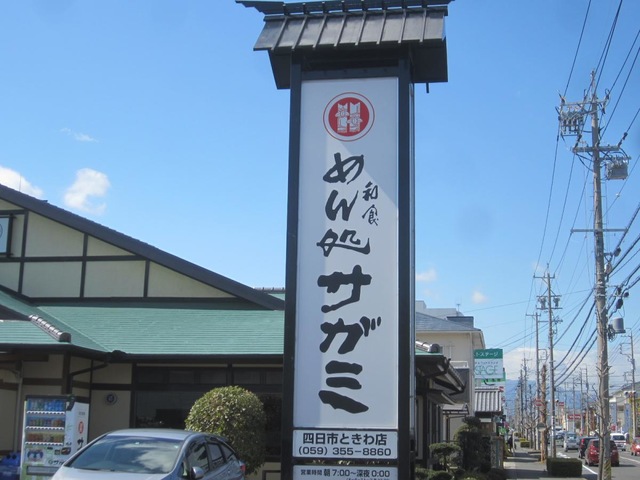 和食
めん処
サガミ
四日市ときわ店
(059) 355-8860
営業時間 朝7:00~深夜0:00